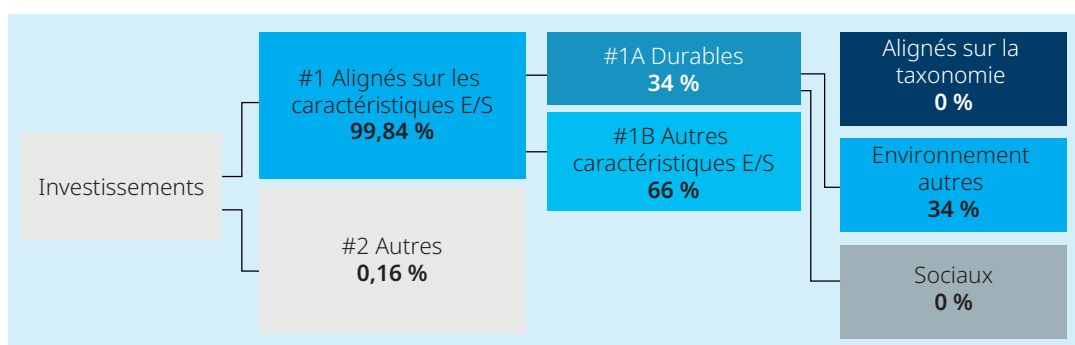 Investissements
#1 Alignés sur les
caractéristiques E/S
99,84 %
#2 Autres
0,16 %
#1A Durables
34 %
#1B Autres
caractéristiques E/S
66 %
Alignés sur la
taxonomie
0 %
Environnement
autres
34 %
Sociaux
0 %